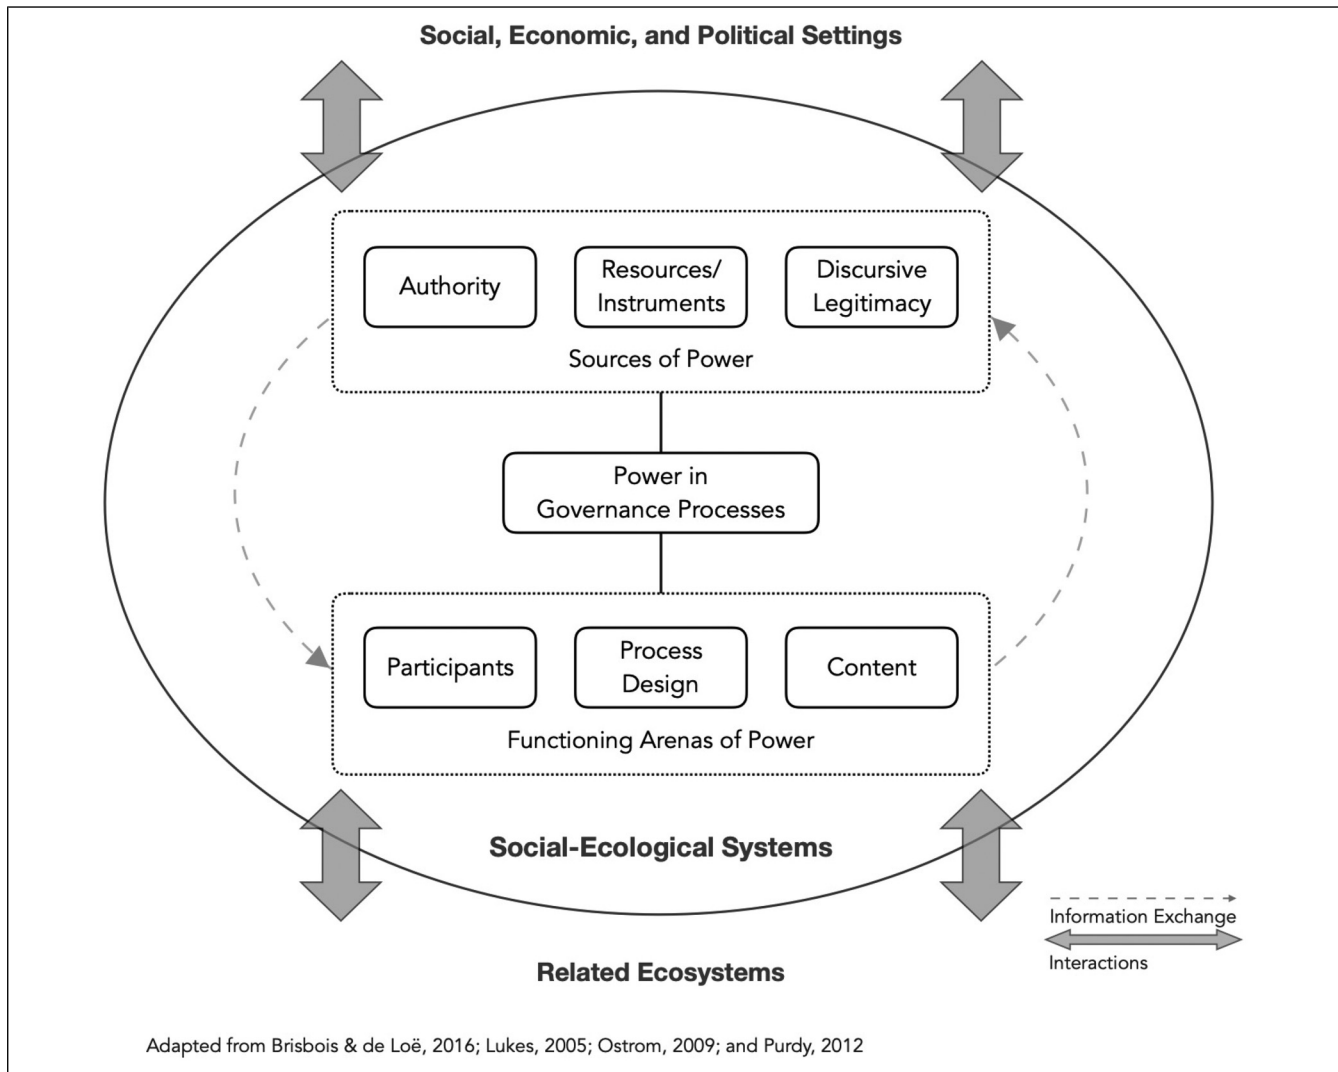 Social, Economic, and Political Settings
Authority
Resources/
Instruments
Discursive
Legitimacy
Sources of Power
Power in
Governance Processes
Participants
Process
Design
Content
Functioning Arenas of Power
Social-Ecological Systems
Information Exchange
Interactions
Related Ecosystems
Adapted from Brisbois & de Loë, 2016; Lukes, 2005; Ostrom, 2009; and Purdy, 2012